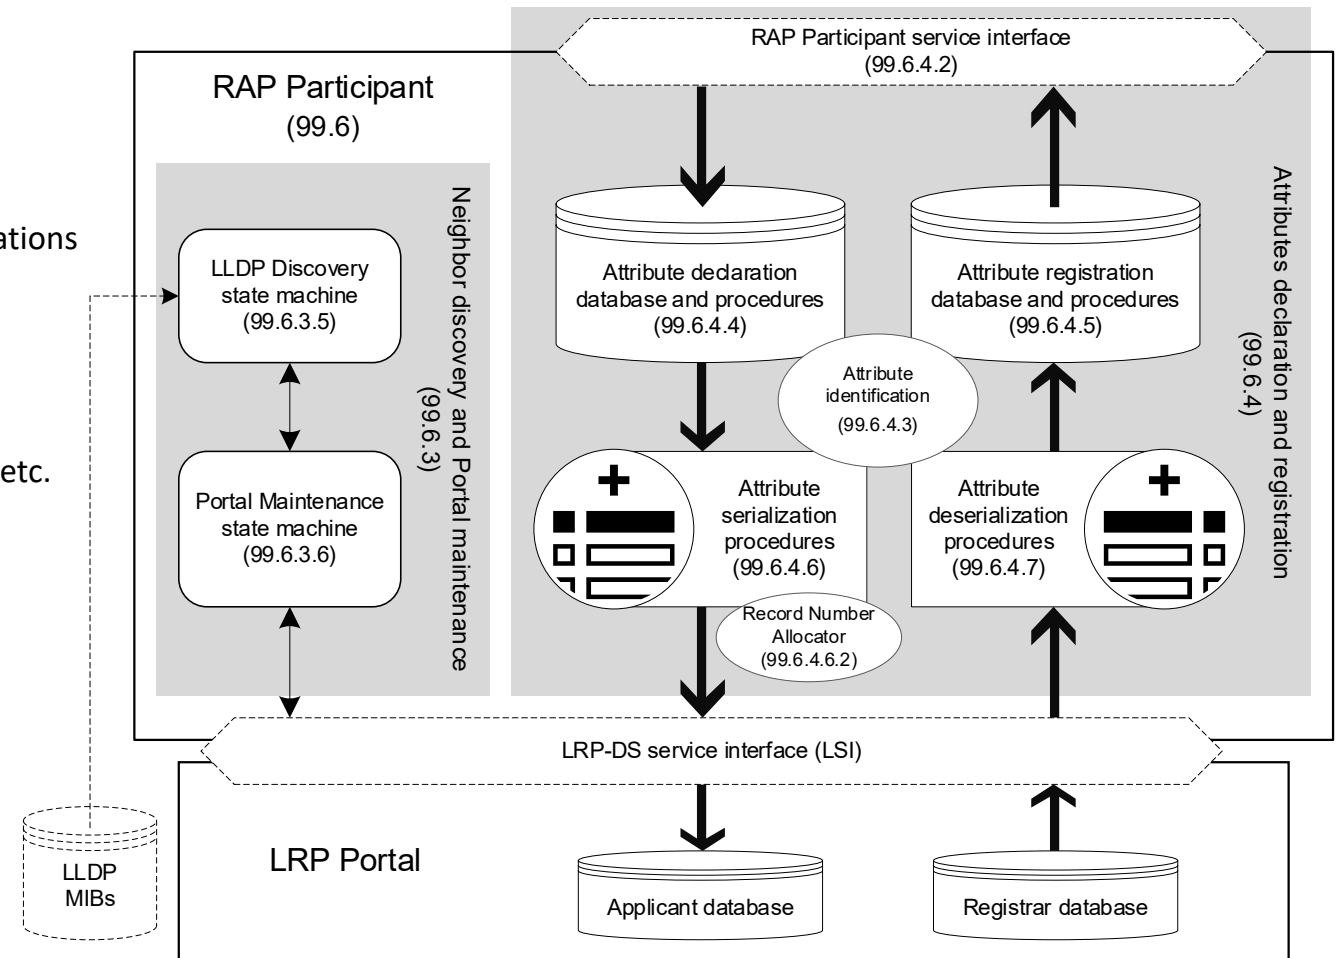 RAP Participant service interface
(99.6.4.2)
RAP Participant
(99.6)
Neighbor discovery and Portal maintenance
(99.6.3)
LLDP Discovery
state machine
(99.6.3.5)
Portal Maintenance
state machine
(99.6.3.6)
ations
etc.
Attributes declaration and registration
(99.6.4)
Attribute declaration
database and procedures
(99.6.4.4)
Attribute registration
database and procedures
(99.6.4.5)
Attribute
identification
(99.6.4.3)
Attribute
serialization
procedures
(99.6.4.6)
Attribute
deserialization
procedures
(99.6.4.7)
Record Number
Allocator
(99.6.4.6.2)
LRP-DS service interface (LSI)
LRP Portal
LLDP
MIBs
Applicant database
Registrar database